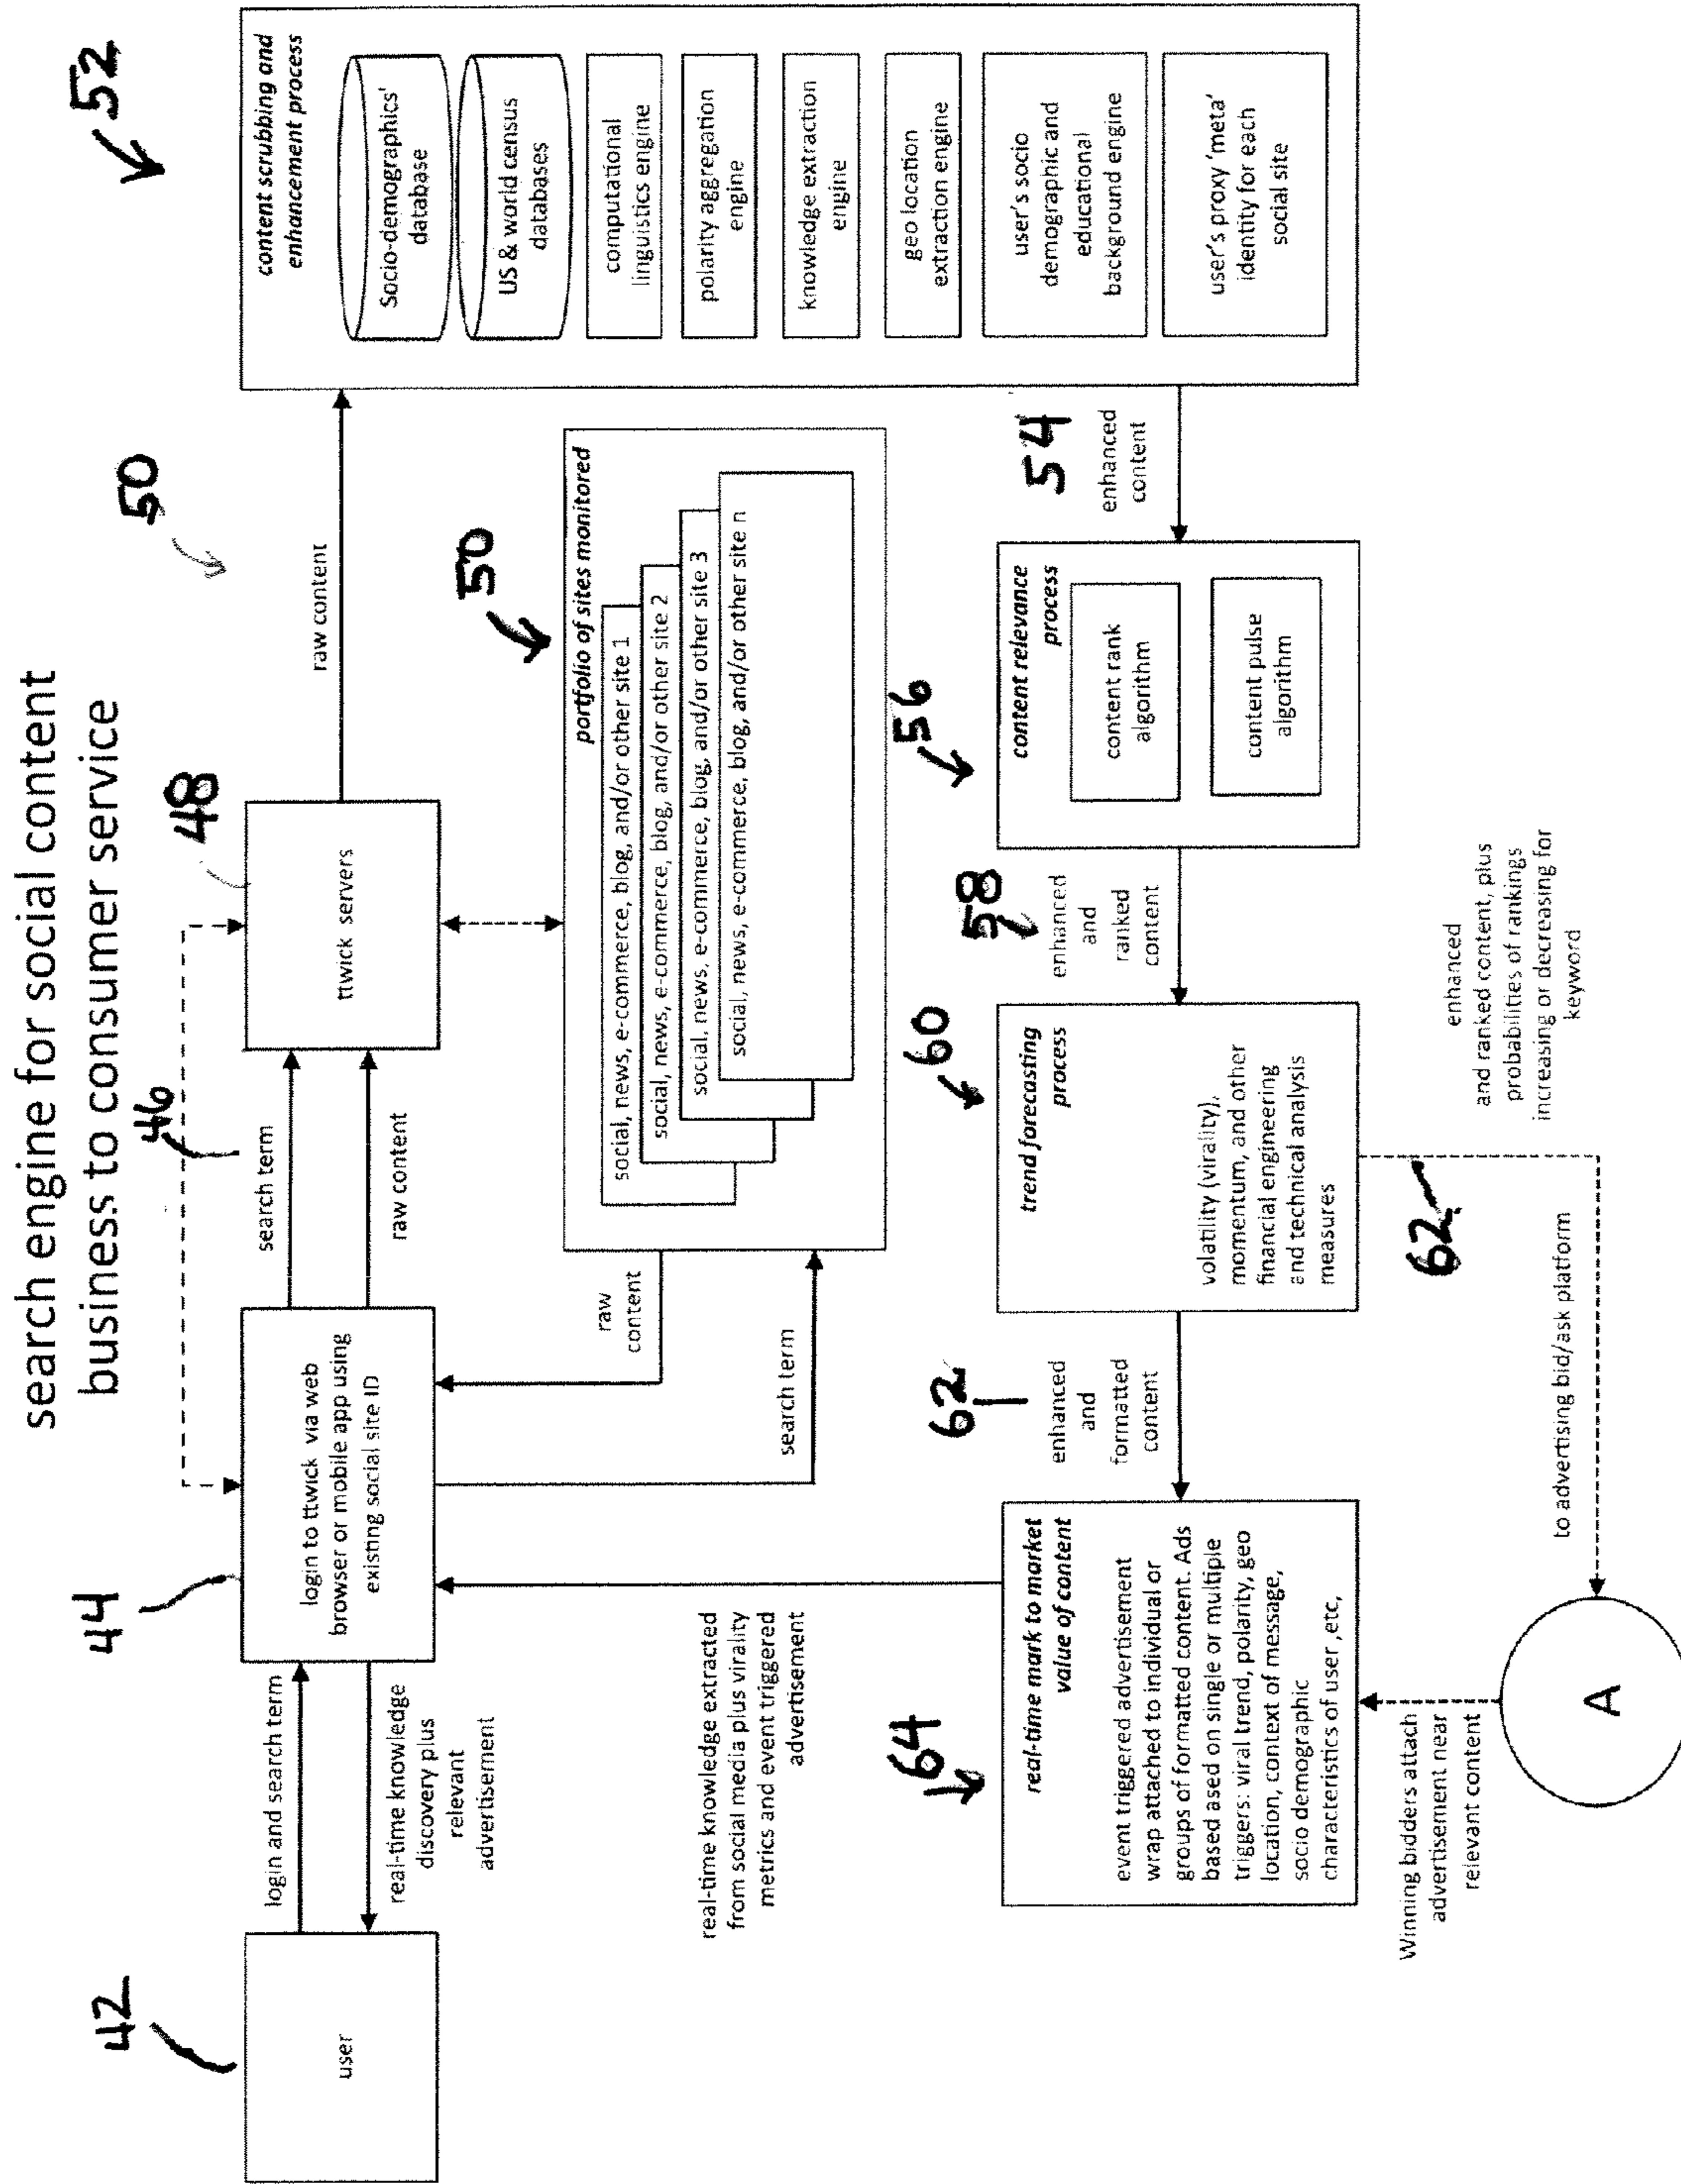 search engine for social content
business to consumer service
42
user
login and search term
real-time knowledge
discovery plus
relevant
advertisement
44
login to ttwick via web
browser or mobile app using
existing social site ID
46
search term
raw content
48
ttwick servers
50
raw content
52
content scrubbing and
enhancement process
Socio-demographics'
database
US & world census
databases
computational
linguistics engine
polarity aggregation
engine
knowledge extraction
engine
geo location
extraction engine
user's socio
demographic and
educational
background engine
user's proxy 'meta'
identity for each
social site
raw
content
search term
50
portfolio of sites monitored
social, news, e-commerce, blog, and/or other site 1
social, news, e-commerce, blog, and/or other site 2
social, news, e-commerce, blog, and/or other site 3
social, news, e-commerce, blog, and/or other site n
54
enhanced
content
56
content relevance
process
content rank
algorithm
content pulse
algorithm
58
enhanced
and
ranked
content
60
trend forecasting
process
volatility (virality),
momentum, and other
financial engineering
and technical analysis
measures
62
enhanced
and
formatted
content
64
real-time mark to market
value of content
event triggered advertisement
wrap attached to individual or
groups of formatted content. Ads
based on ased on single or multiple
triggers: viral trend, polarity, geo
location, context of message,
socio demographic
characteristics of user ,etc,
real-time knowledge extracted
from social media plus virality
metrics and event triggered
advertisement
62
enhanced
and ranked content, plus
probabilities of rankings
increasing or decreasing for
keyword
to advertising bid/ask platform
Winning bidders attach
advertisement near
relevant content
A